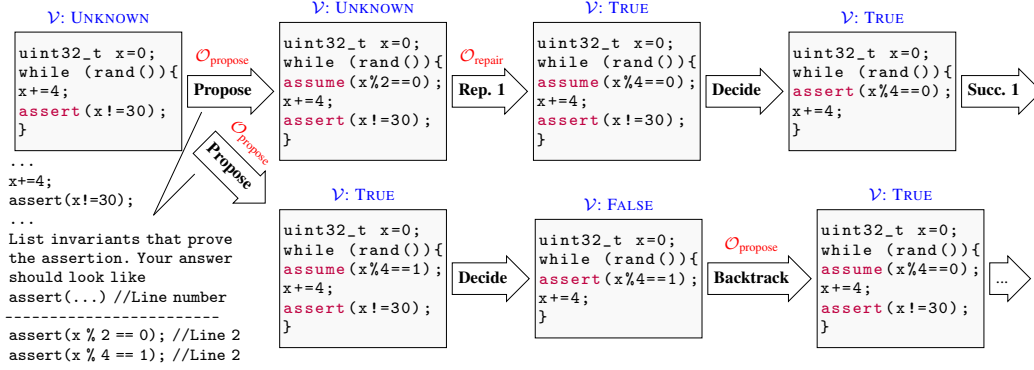 V: UNKNOWN
uint32_t x=0;
while (rand()){
x+=4;
assert(x!=30);
}
O_propose
Propose
V: UNKNOWN
uint32_t x=0;
while (rand()){
assume(x%2==0);
x+=4;
assert(x!=30);
}
O_repair
Rep. 1
V: TRUE
uint32_t x=0;
while (rand()){
assume(x%4==0);
x+=4;
assert(x!=30);
}
Decide
V: TRUE
uint32_t x=0;
while (rand()){
assert(x%4==0);
x+=4;
}
Succ. 1
...
x+=4;
assert(x!=30);
...
List invariants that prove
the assertion. Your answer
should look like
assert(...) //Line number
------------------------
assert(x % 2 == 0); //Line 2
assert(x % 4 == 1); //Line 2
O_propose
Propose
V: TRUE
uint32_t x=0;
while (rand()){
assume(x%4==1);
x+=4;
assert(x!=30);
}
Decide
V: FALSE
uint32_t x=0;
while (rand()){
assert(x%4==1);
x+=4;
}
O_propose
Backtrack
V: TRUE
uint32_t x=0;
while (rand()){
assume(x%4==0);
x+=4;
assert(x!=30);
}
...